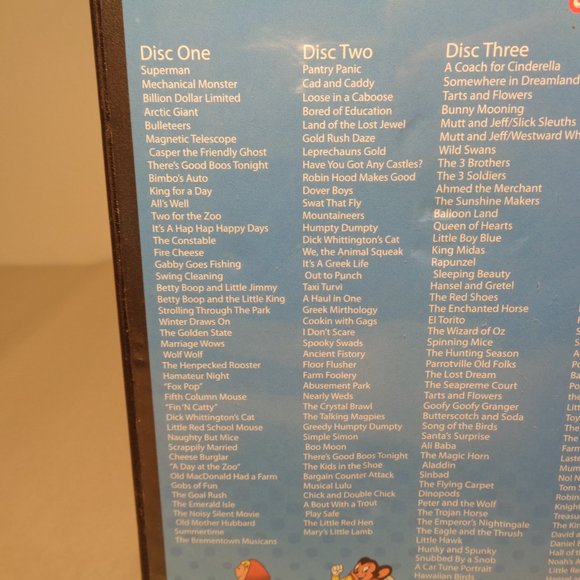 Disc One
Superman
Mechanical Monster
Billion Dollar Limited
Arctic Giant
Bulleteers
Magnetic Telescope
Casper the Friendly Ghost
There's Good Boos Tonight
Bimbo's Auto
King for a Day
All's Well
Two for the Zoo
It's A Hap Hap Happy Days
The Constable
Fire Cheese
Gabby Goes Fishing
Swing Cleaning
Betty Boop and Little Jimmy
Betty Boop and the Little King
Strolling Through The Park
Winter Draws On
The Golden State
Marriage Wows
Wolf Wolf
The Henpecked Rooster
Hamateur Night
"Fox Pop"
Fifth Column Mouse
"Fin 'N Catty"
Dick Whittington's Cat
Little Red School Mouse
Naughty But Mice
Scrappily Married
Cheese Burglar
"A Day at the Zoo"
Old MacDonald Had a Farm
Gobs of Fun
The Goal Rush
The Emerald Isle
The Noisy Silent Movie
Old Mother Hubbard
Summertime
The Brementown Musicans
Disc Two
Pantry Panic
Cad and Caddy
Loose in a Caboose
Bored of Education
Land of the Lost Jewel
Gold Rush Daze
Leprechauns Gold
Have You Got Any Castles?
Robin Hood Makes Good
Dover Boys
Swat That Fly
Mountaineers
Humpty Dumpty
Dick Whittington's Cat
We, the Animal Squeak
It's A Greek Life
Out to Punch
Taxi Turvi
A Haul in One
Greek Mirthology
Cookin with Gags
I Don't Scare
Spooky Swads
Ancient Fistory
Floor Flusher
Farm Foolery
Abusement Park
Nearly Weds
The Crystal Brawl
The Talking Magpies
Greedy Humpty Dumpty
Simple Simon
Boo Moon
There's Good Boos Tonight
The Kids in the Shoe
Bargain Counter Attack
Musical Lulu
Chick and Double Chick
A Bout With a Trout
Play Safe
The Little Red Hen
Mary's Little Lamb
Disc Three
A Coach for Cinderella
Somewhere in Dreamland
Tarts and Flowers
Bunny Mooning
Mutt and Jeff/Slick Sleuths
Mutt and Jeff/Westward Wh
Wild Swans
The 3 Brothers
The 3 Soldiers
Ahmed the Merchant
The Sunshine Makers
Balloon Land
Queen of Hearts
Little Boy Blue
King Midas
Rapunzel
Sleeping Beauty
Hansel and Gretel
The Red Shoes
The Enchanted Horse
El Torito
The Wizard of Oz
Spinning Mice
The Hunting Season
Parrotville Old Folks
The Lost Dream
The Seapreme Court
Tarts and Flowers
Goofy Goofy Granger
Butterscotch and Soda
Song of the Birds
Santa's Surprise
Ali Baba
The Magic Horn
Aladdin
Sinbad
The Flying Carpet
Dinopods
Peter and the Wolf
The Trojan Horse
The Emperor's Nightingale
The Eagle and the Thrush
Little Hawk
Hunky and Spunky
Snubbed By a Snob
A Car Tune Portrait
Hawaiian Birds